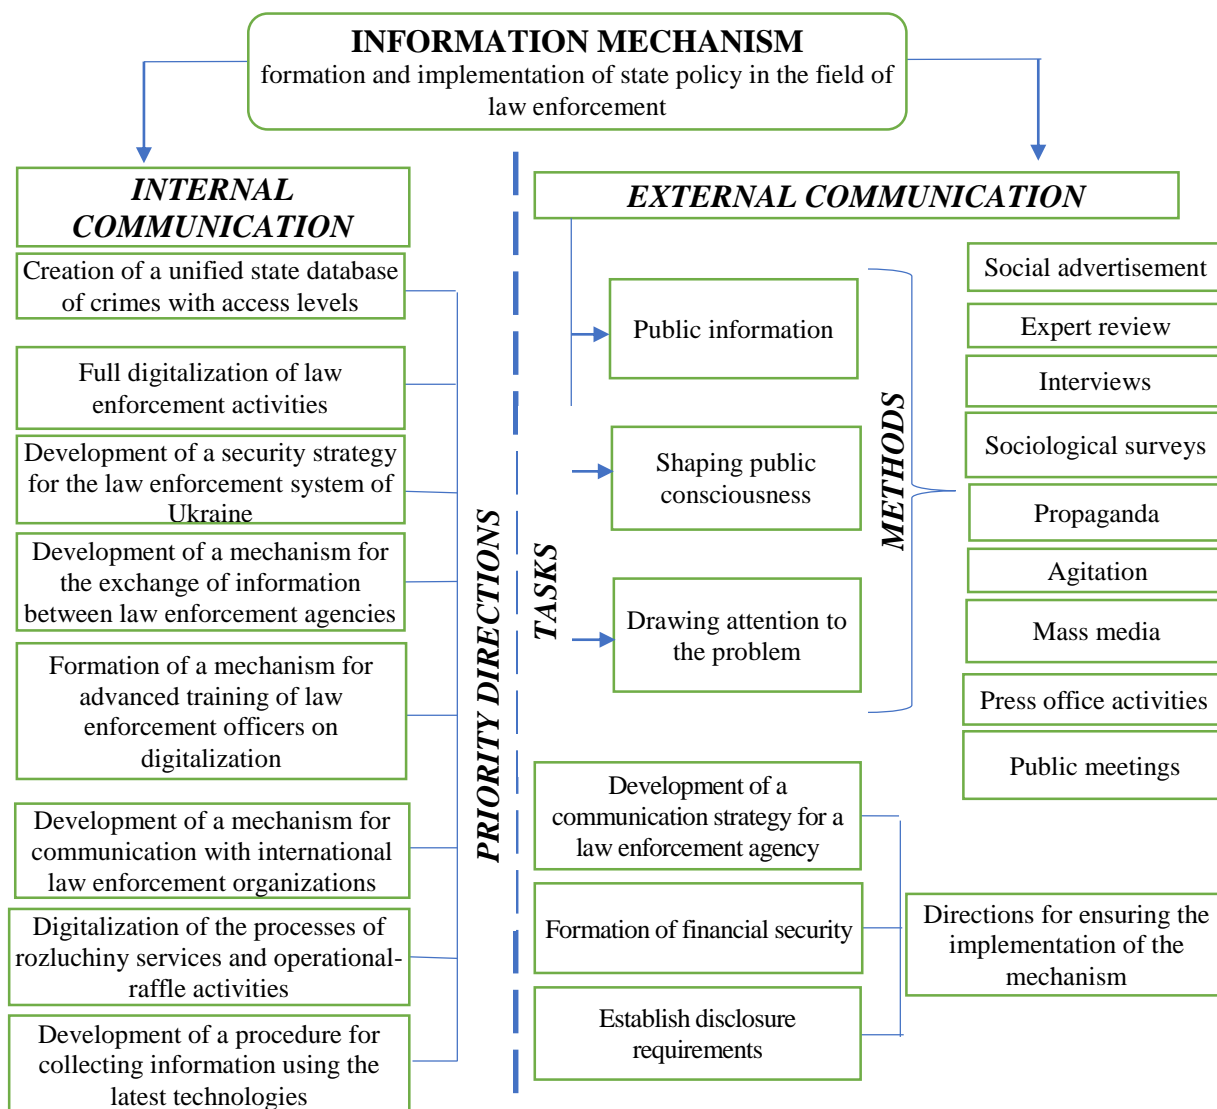 INFORMATION MECHANISM
formation and implementation of state policy in the field of
law enforcement
INTERNAL
COMMUNICATION
Creation of a unified state database
of crimes with access levels
Full digitalization of law
enforcement activities
Development of a security strategy
for the law enforcement system of
Ukraine
Development of a mechanism for
the exchange of information
between law enforcement agencies
Formation of a mechanism for
advanced training of law
enforcement officers on
digitalization
Development of a mechanism for
communication with international
law enforcement organizations
Digitalization of the processes of
rozluchiny services and operational-
raffle activities
Development of a procedure for
collecting information using the
latest technologies
PRIORITY DIRECTIONS
EXTERNAL COMMUNICATION
TASKS
Public information
Shaping public
consciousness
Drawing attention to
the problem
METHODS
Social advertisement
Expert review
Interviews
Sociological surveys
Propaganda
Agitation
Mass media
Press office activities
Public meetings
Development of a
communication strategy for a
law enforcement agency
Formation of financial security
Establish disclosure
requirements
Directions for ensuring the
implementation of the
mechanism